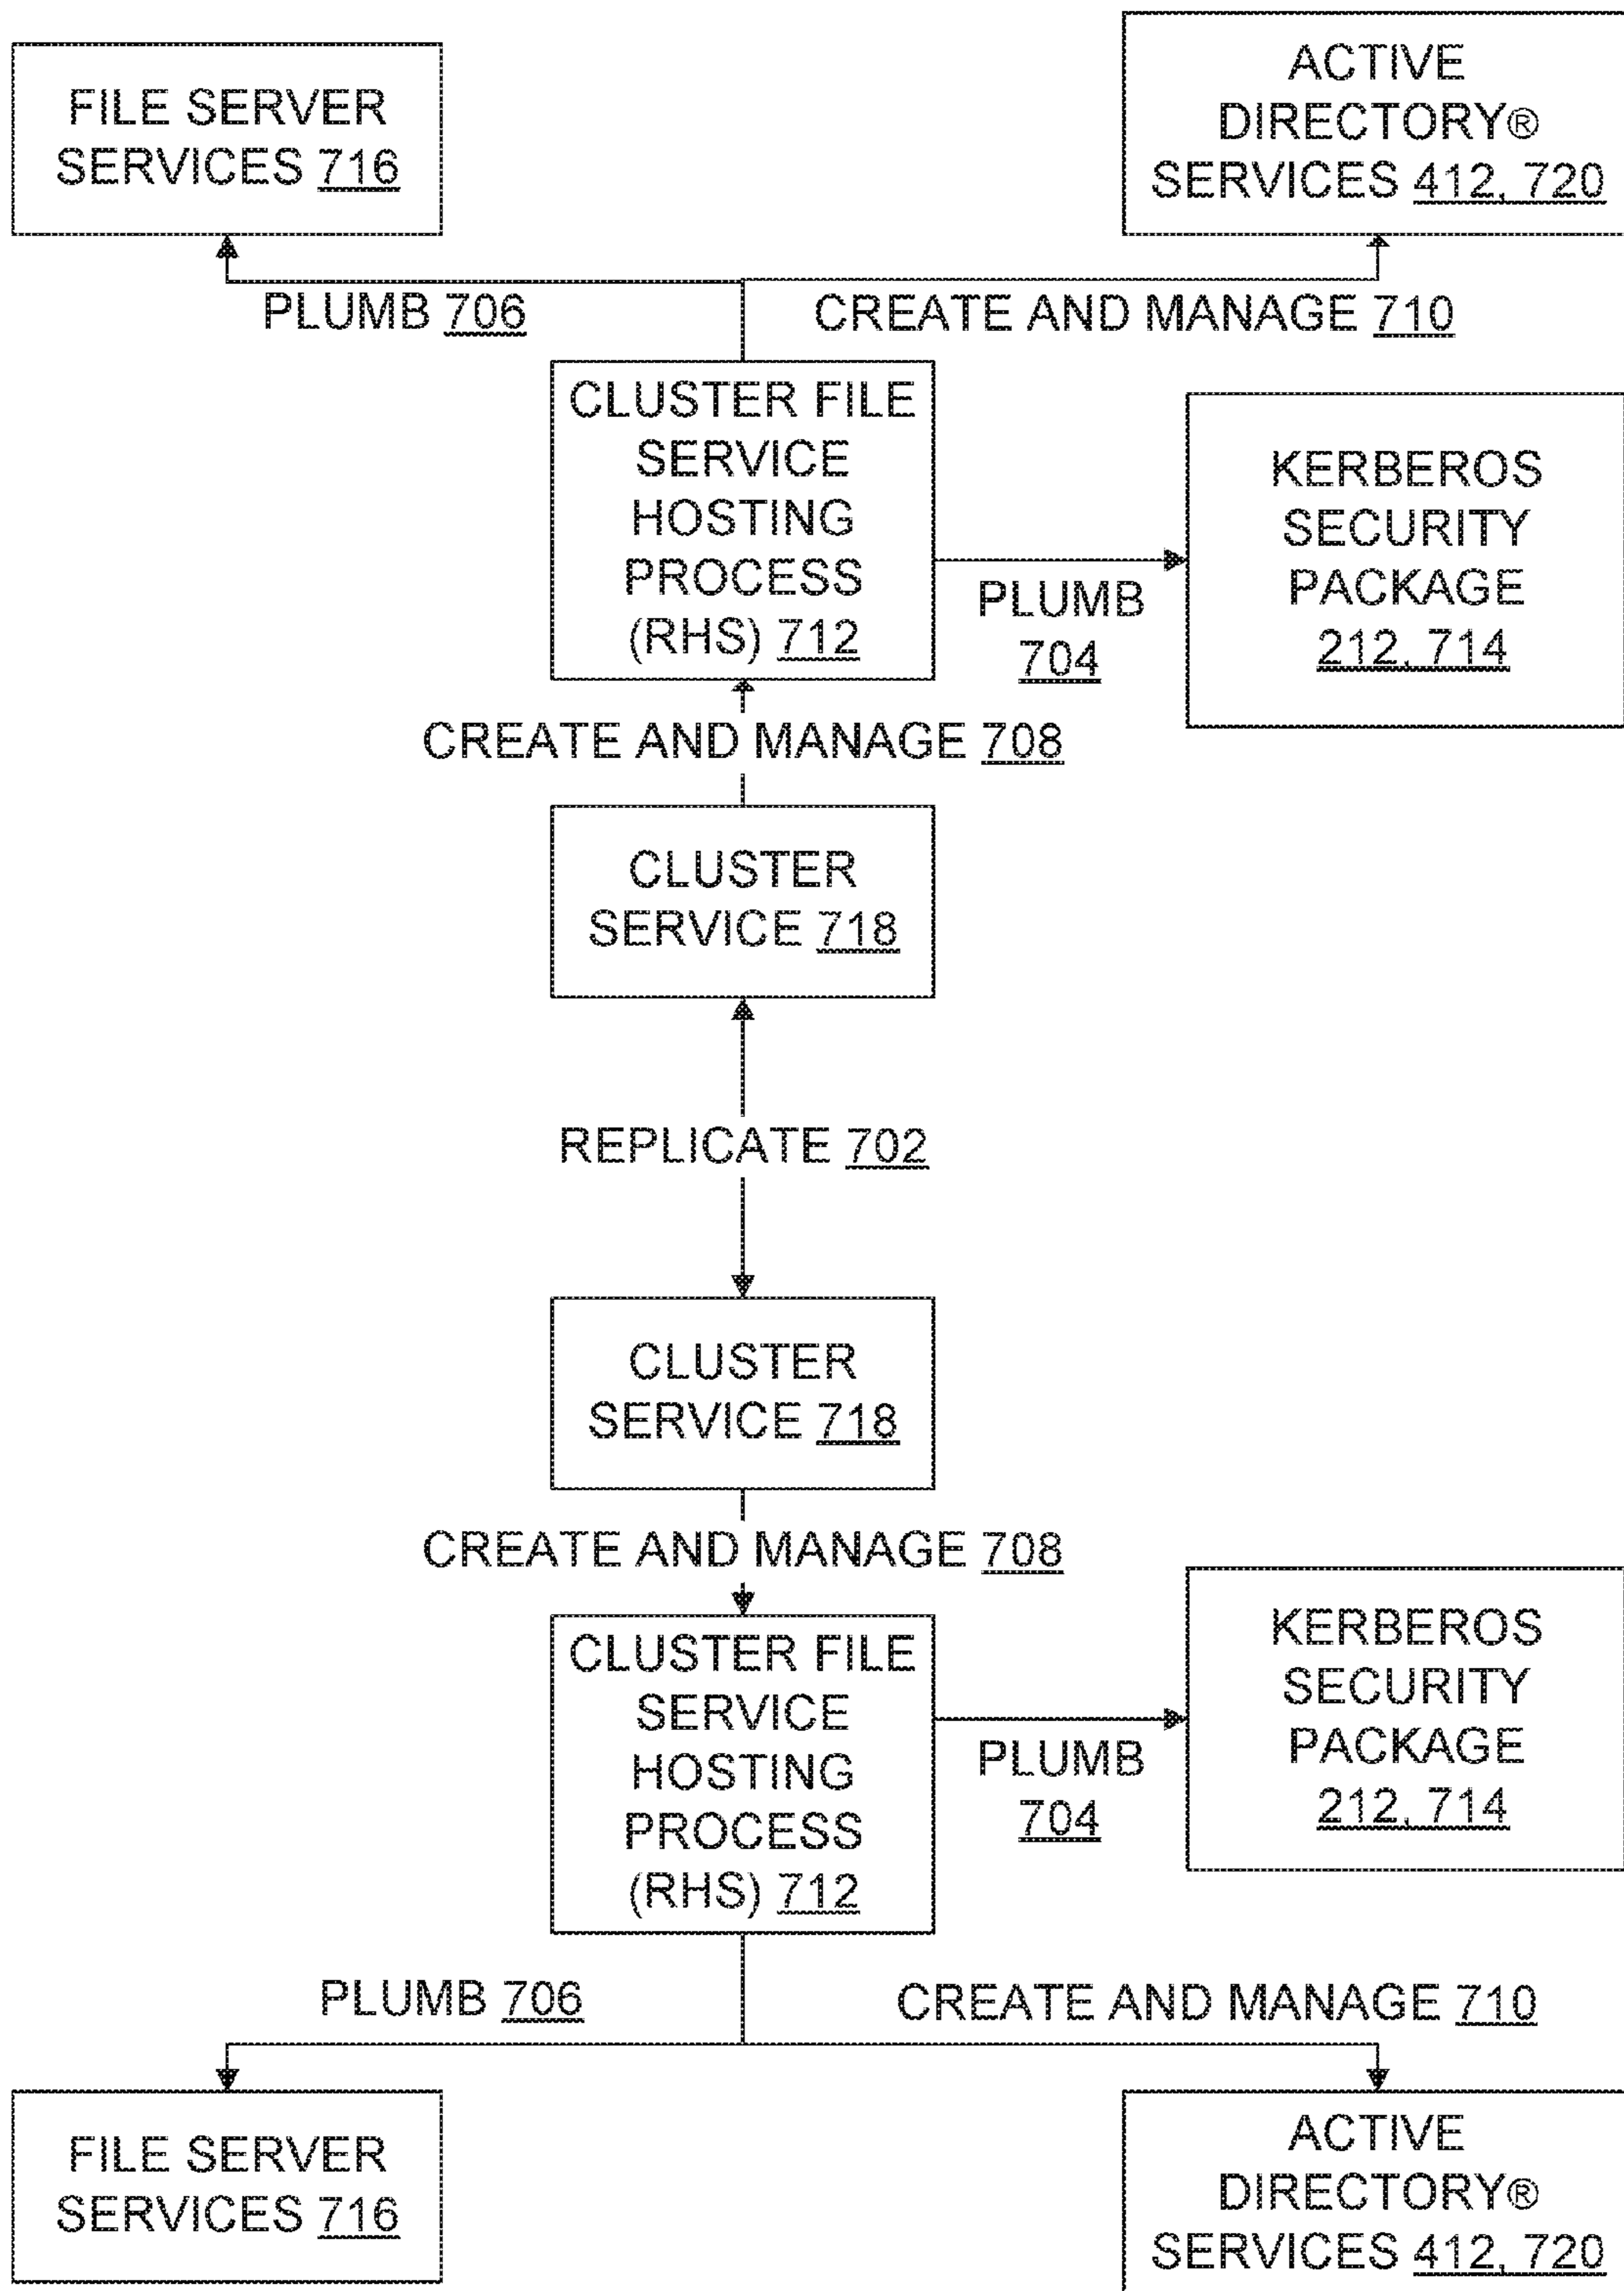 FILE SERVER
SERVICES 716
ACTIVE
DIRECTORY®
SERVICES 412, 720
PLUMB 706
CREATE AND MANAGE 710
CLUSTER FILE
SERVICE
HOSTING
PROCESS
(RHS) 712
PLUMB
704
KERBEROS
SECURITY
PACKAGE
212, 714
CREATE AND MANAGE 708
CLUSTER
SERVICE 718
REPLICATE 702
CLUSTER
SERVICE 718
CREATE AND MANAGE 708
CLUSTER FILE
SERVICE
HOSTING
PROCESS
(RHS) 712
PLUMB
704
KERBEROS
SECURITY
PACKAGE
212, 714
PLUMB 706
CREATE AND MANAGE 710
FILE SERVER
SERVICES 716
ACTIVE
DIRECTORY®
SERVICES 412, 720